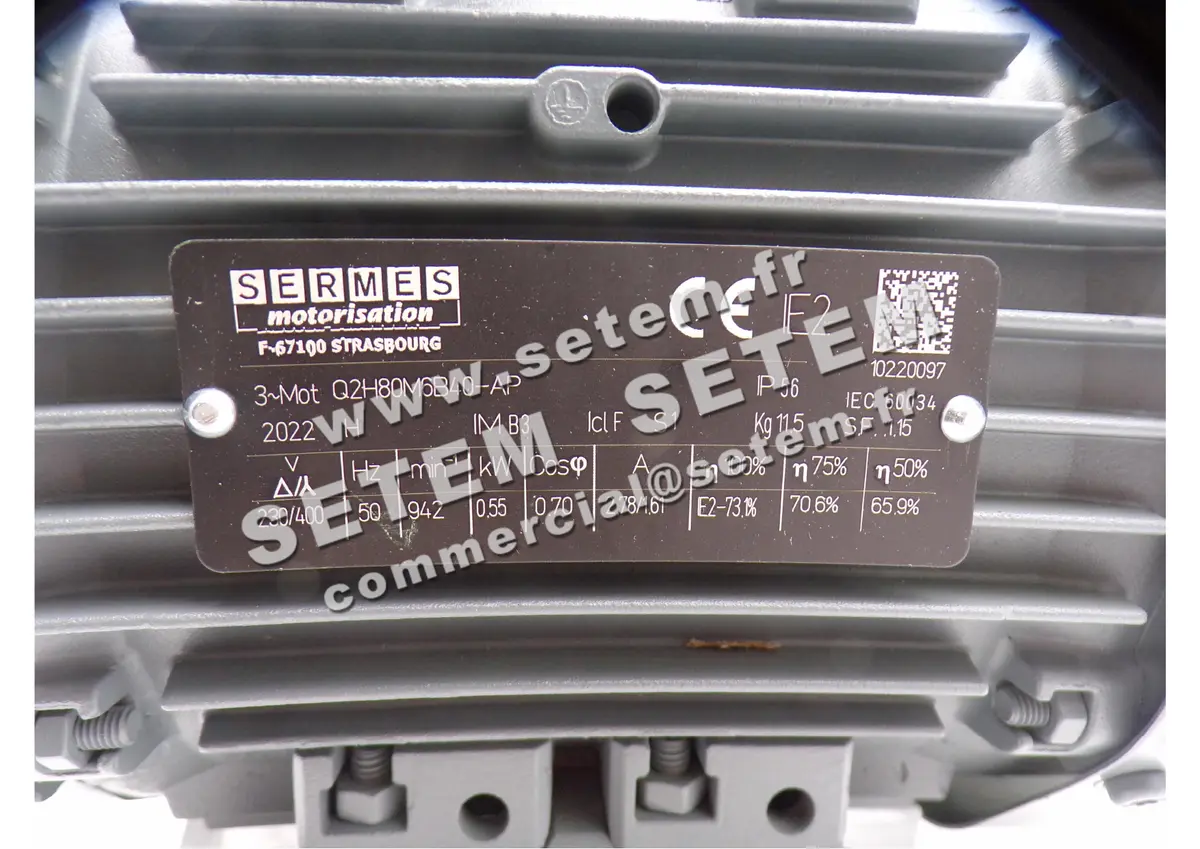 SERMES
motorisation
F-67100 STRASBOURG
CE IE2
10220097
3~Mot Q2H80M6B40-AP IP 56 IEC 60034
2022 H IM B3 Icl F S1 Kg 11.5 S.F. 1.15
V Hz min⁻¹ kW Cosφ A η 100% η 75% η 50%
Δ/Y
230/400 50 942 0.55 0.70 2.78/1.61 E2-73.1% 70.6% 65.9%
www.setem.fr
SETEM SETEM
commercial@setem.fr